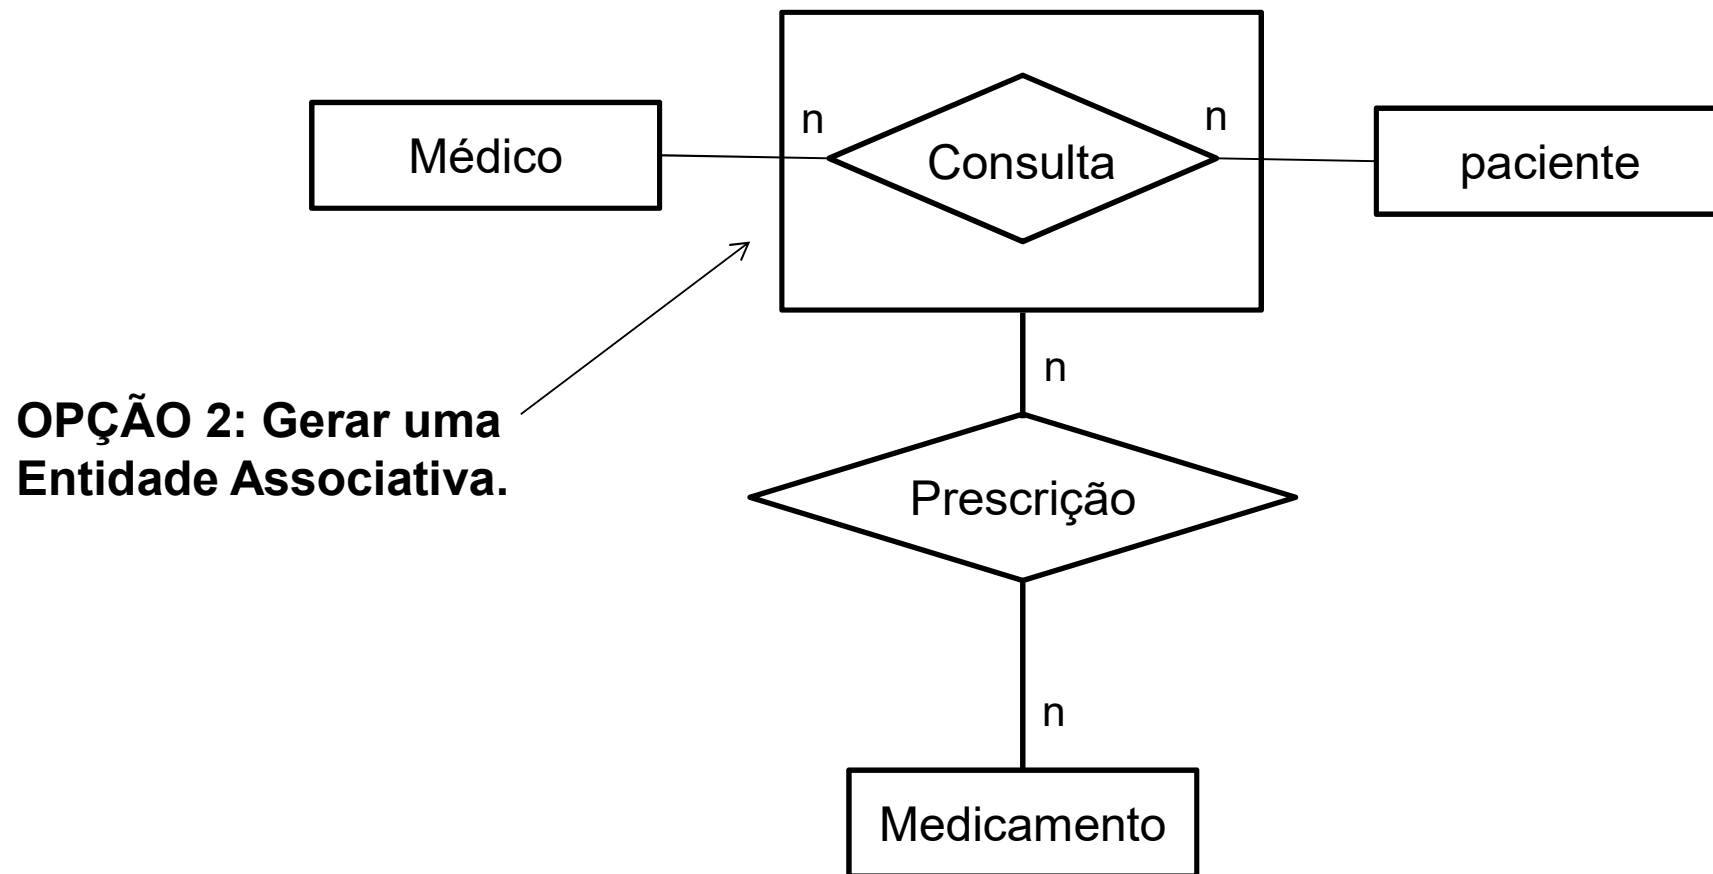 n
n
Médico
Consulta
paciente
n
OPÇÃO 2: Gerar uma
Entidade Associativa.
Prescrição
n
Medicamento